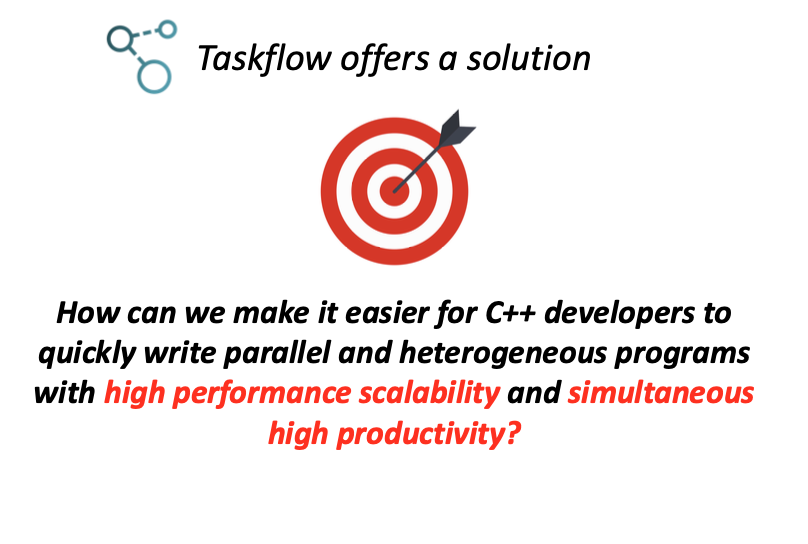 Taskflow offers a solution
How can we make it easier for C++ developers to
quickly write parallel and heterogeneous programs
with high performance scalability and simultaneous
high productivity?